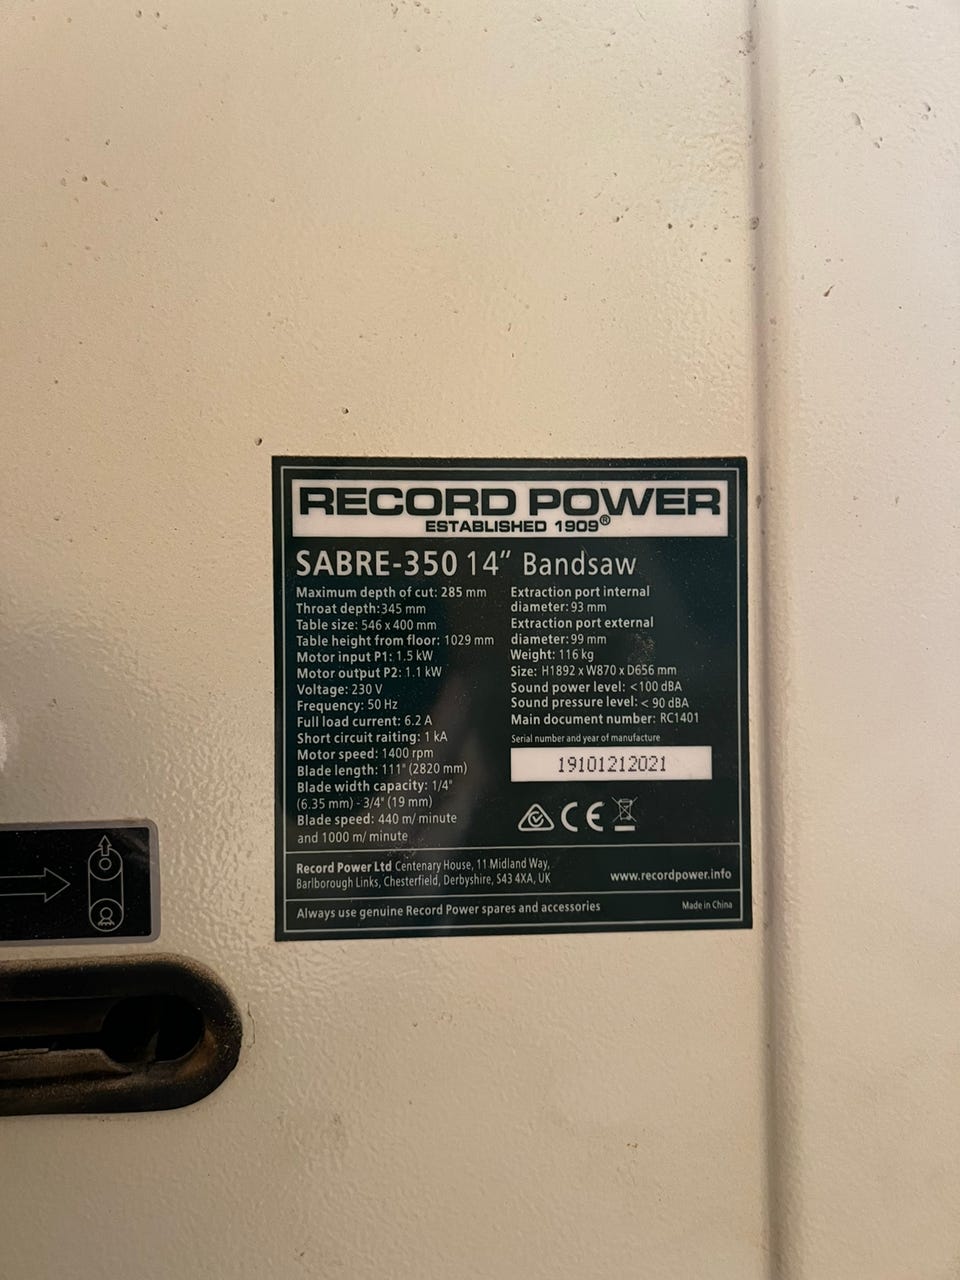 RECORD POWER
ESTABLISHED 1909®
SABRE-350 14” Bandsaw
Maximum depth of cut: 285 mm
Throat depth:345 mm
Table size: 546 x 400 mm
Table height from floor: 1029 mm
Motor input P1: 1.5 kW
Motor output P2: 1.1 kW
Voltage: 230 V
Frequency: 50 Hz
Full load current: 6.2 A
Short circuit raiting: 1 kA
Motor speed: 1400 rpm
Blade length: 111" (2820 mm)
Blade width capacity: 1/4"
(6.35 mm) - 3/4" (19 mm)
Blade speed: 440 m/ minute
and 1000 m/ minute
Extraction port internal
diameter: 93 mm
Extraction port external
diameter: 99 mm
Weight: 116 kg
Size: H1892 x W870 x D656 mm
Sound power level: <100 dBA
Sound pressure level: < 90 dBA
Main document number: RC1401
Serial number and year of manufacture
19101212021
CE
Record Power Ltd Centenary House, 11 Midland Way,
Barlborough Links, Chesterfield, Derbyshire, S43 4XA, UK
www.recordpower.info
Always use genuine Record Power spares and accessories
Made in China